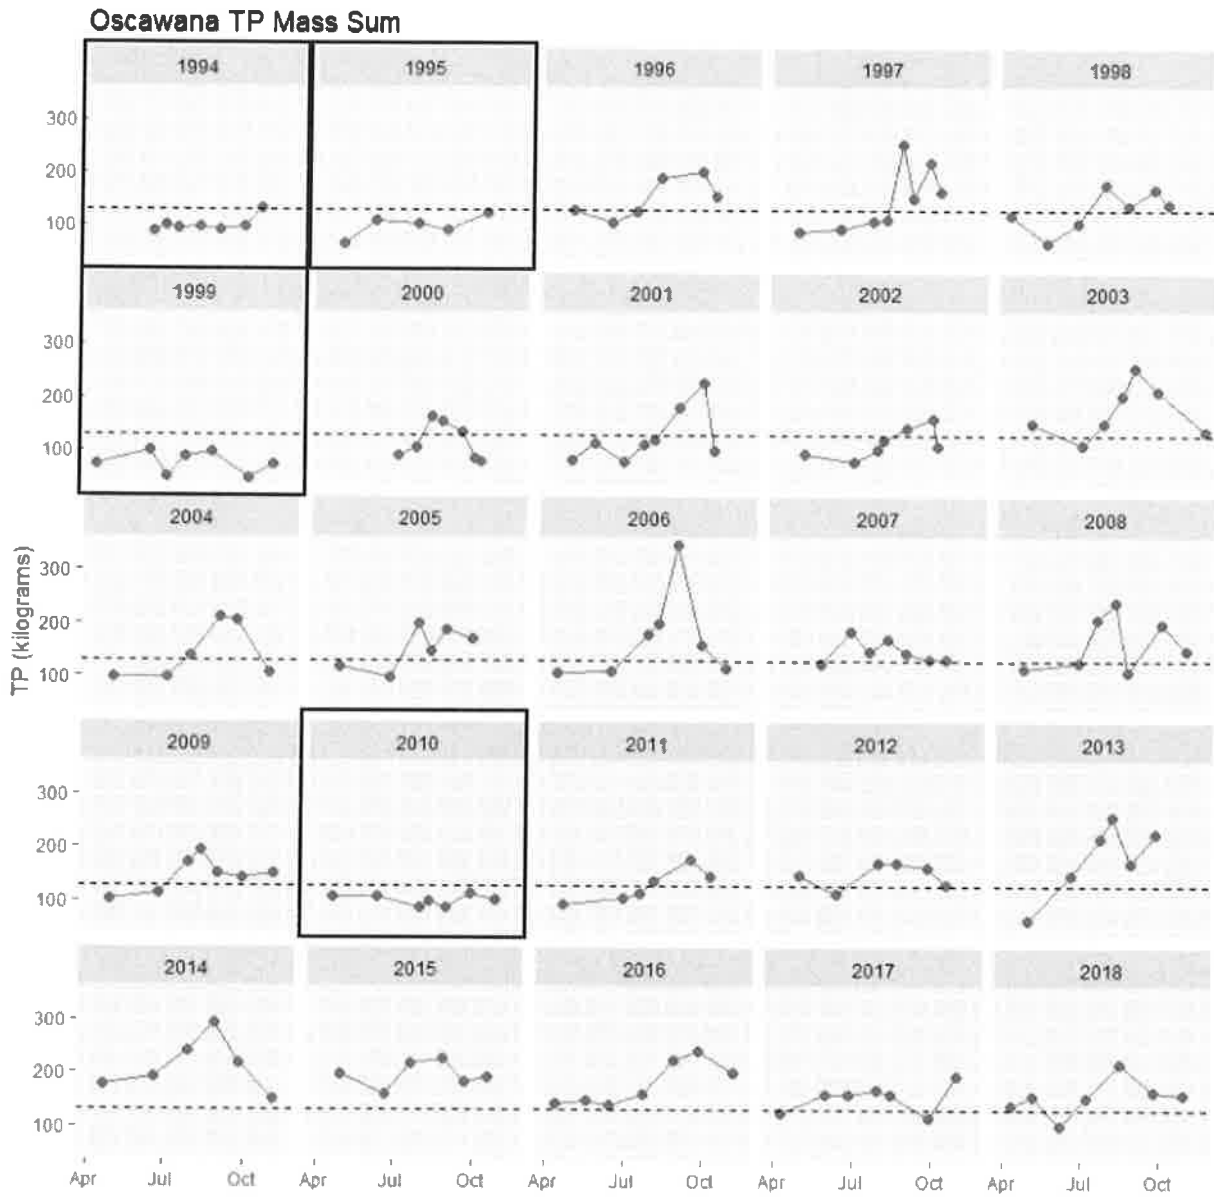 Oscawana TP Mass Sum
1994 1995 1996 1997 1998
300
200
100
1999 2000 2001 2002 2003
300
200
100
2004 2005 2006 2007 2008
TP (kilograms)
300
200
100
2009 2010 2011 2012 2013
300
200
100
2014 2015 2016 2017 2018
300
200
100
Apr Jul Oct Apr Jul Oct Apr Jul Oct Apr Jul Oct Apr Jul Oct